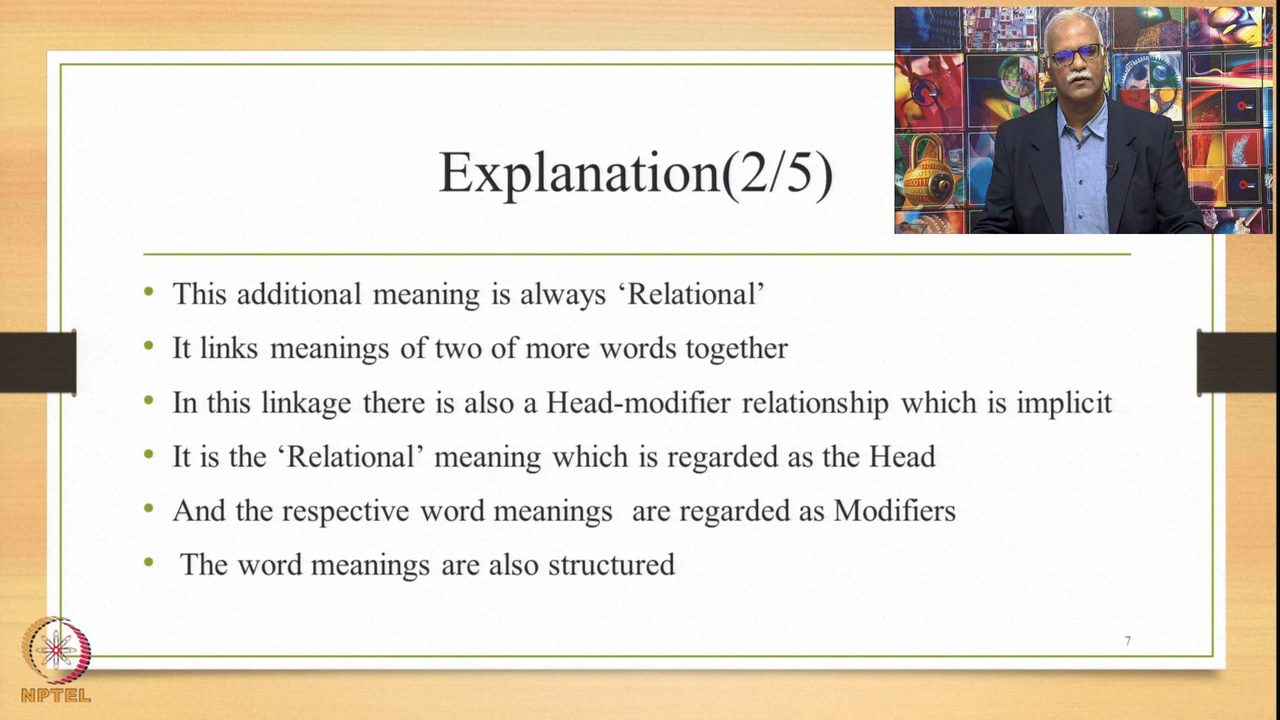 Explanation(2/5)
• This additional meaning is always ‘Relational’
• It links meanings of two of more words together
• In this linkage there is also a Head-modifier relationship which is implicit
• It is the ‘Relational’ meaning which is regarded as the Head
• And the respective word meanings are regarded as Modifiers
• The word meanings are also structured
7
NPTEL